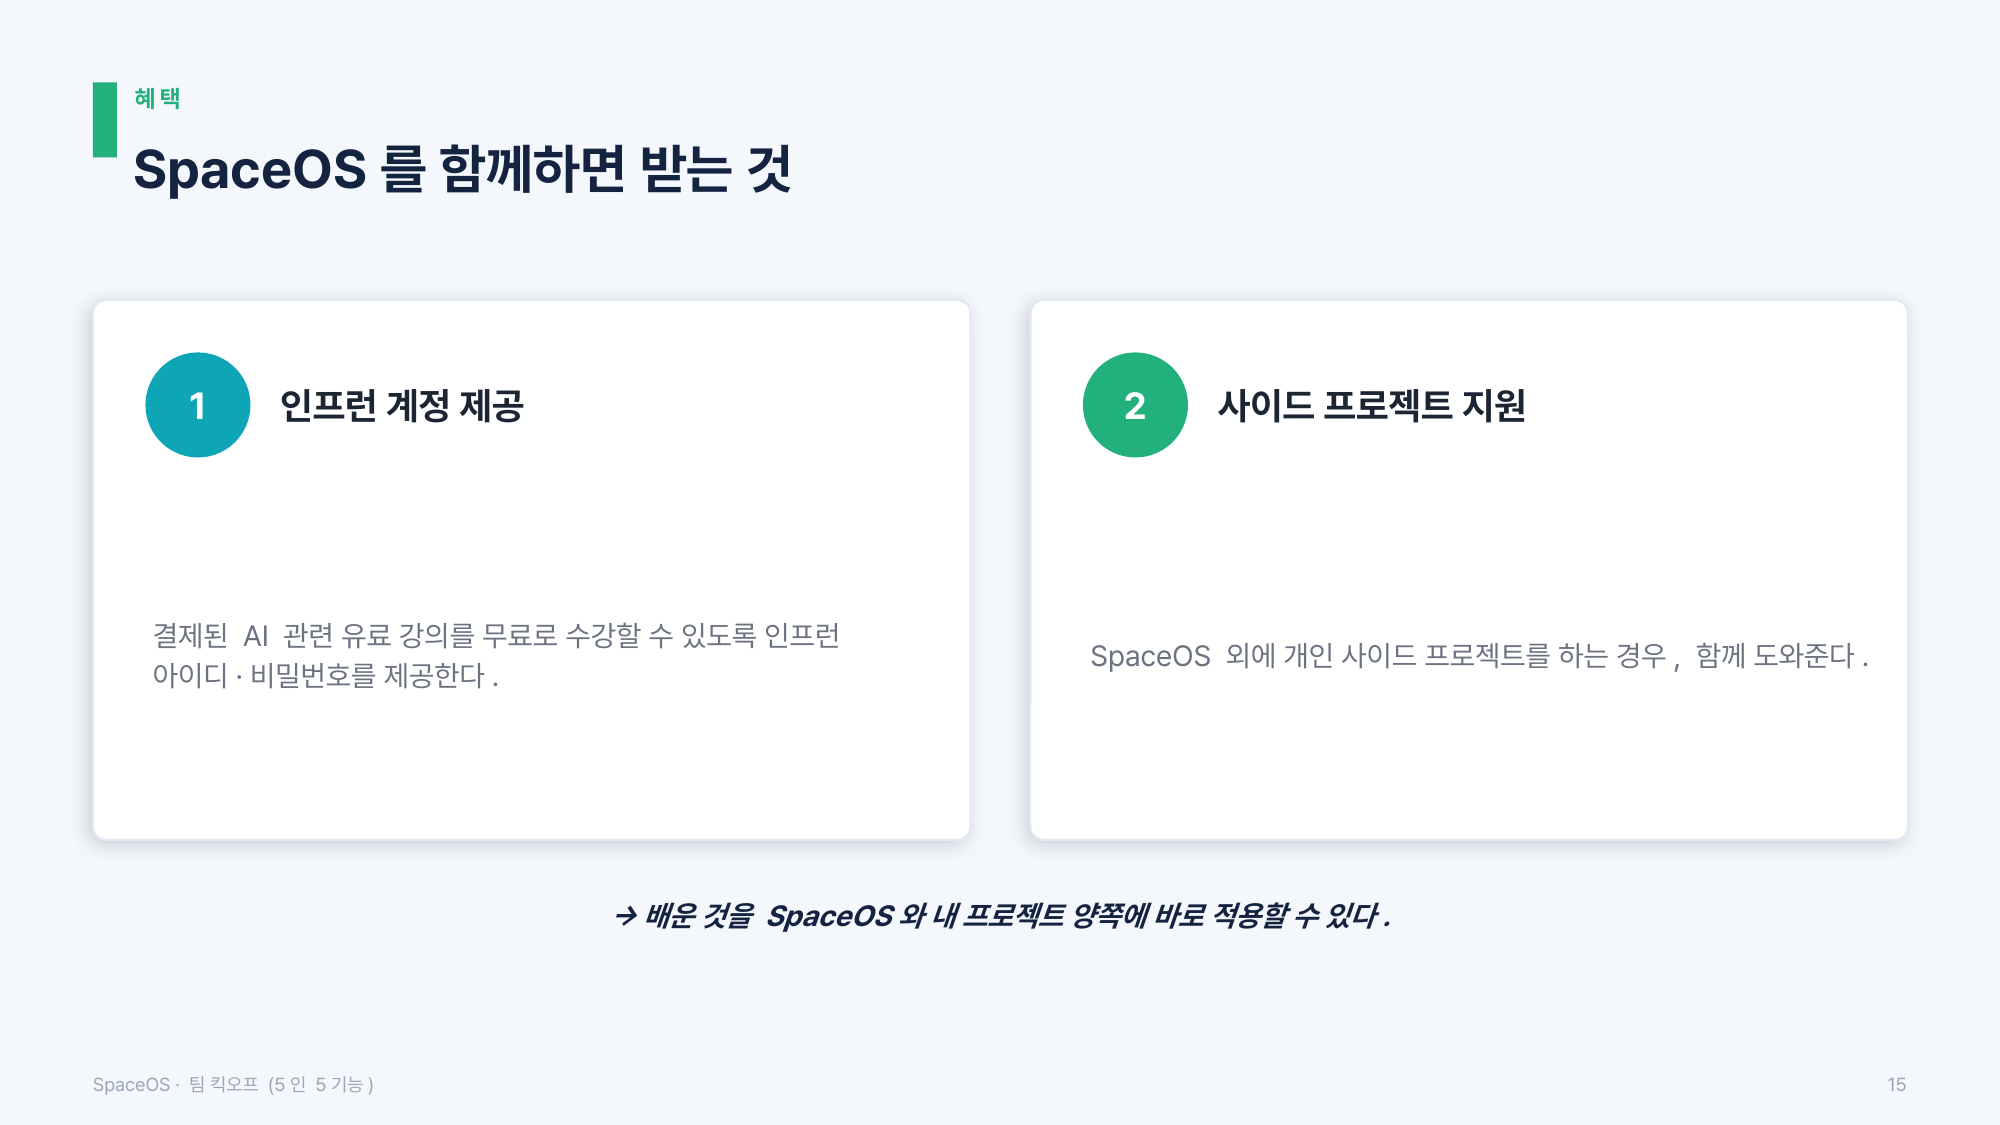 혜택
SpaceOS 를 함께하면 받는 것
1
인프런 계정 제공
결제된 AI 관련 유료 강의를 무료로 수강할 수 있도록 인프런
아이디 · 비밀번호를 제공한다 .
2
사이드 프로젝트 지원
SpaceOS 외에 개인 사이드 프로젝트를 하는 경우 , 함께 도와준다 .
→ 배운 것을 SpaceOS 와 내 프로젝트 양쪽에 바로 적용할 수 있다 .
SpaceOS · 팀 킥오프 (5 인 5 기능 )
15